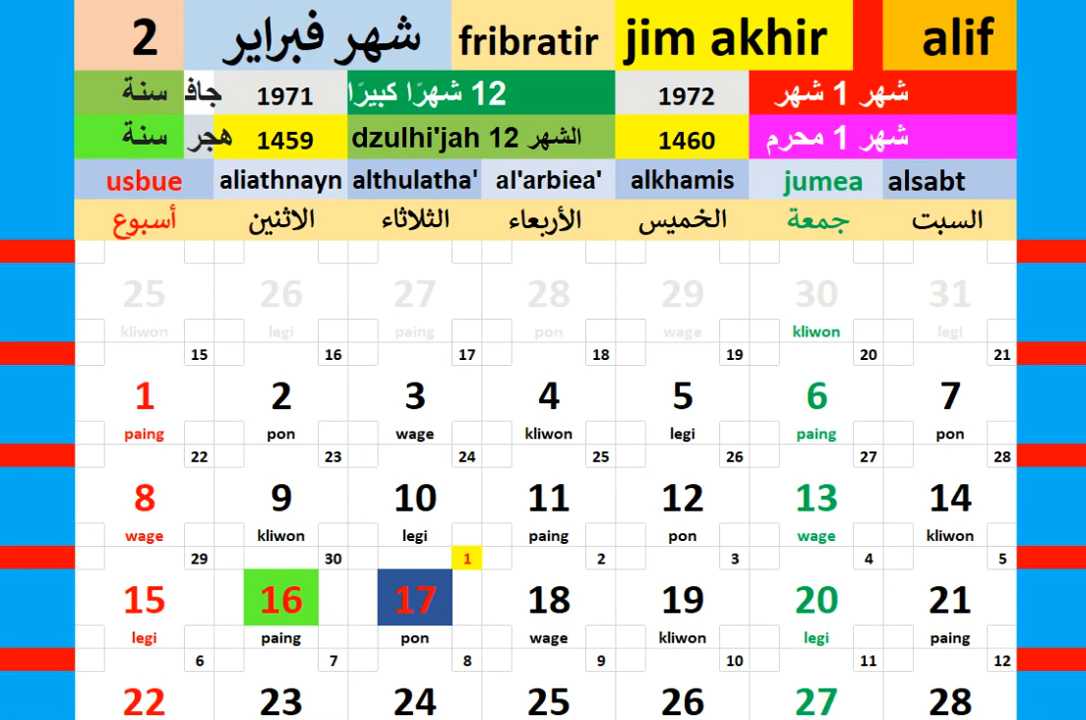 2 شهر فبراير fribratir jim akhir alif
سنة جاف 1971 12 شهرًا كبيرًا 1972 شهر 1 شهر
سنة هجر 1459 dzulhi'jah 12 الشهر 1460 شهر 1 محرم
usbue aliathnayn althulatha' al'arbiea' alkhamis jumea alsabt
أسبوع الاثنين الثلاثاء الأربعاء الخميس جمعة السبت
25 26 27 28 29 30 31
kliwon legi paing pon wage kliwon legi
15 16 17 18 19 20 21
1 2 3 4 5 6 7
paing pon wage kliwon legi paing pon
22 23 24 25 26 27 28
8 9 10 11 12 13 14
wage kliwon legi paing pon wage kliwon
29 30 1 2 3 4 5
15 16 17 18 19 20 21
legi paing pon wage kliwon legi paing
6 7 8 9 10 11 12
22 23 24 25 26 27 28